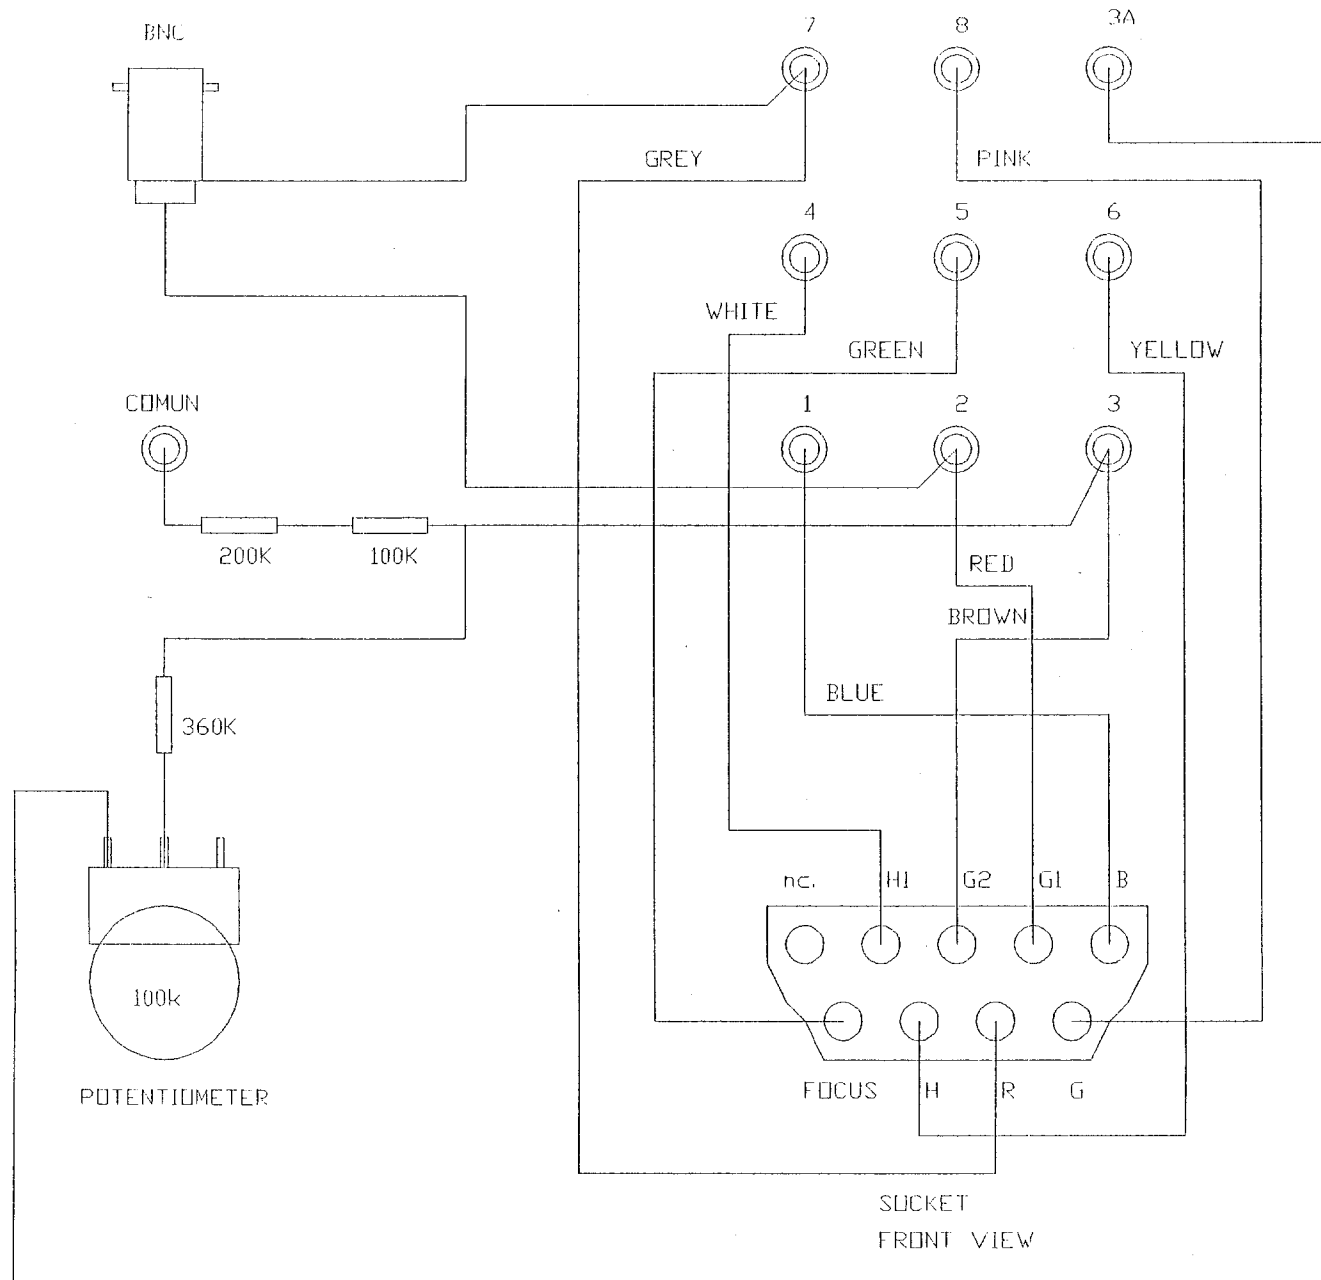 BNC
7
8
3A
GREY
PINK
4
5
6
WHITE
GREEN
YELLOW
COMUN
1
2
3
200K
100K
RED
BROWN
BLUE
360K
nc.
H1
G2
G1
B
100k
POTENTIOMETER
FOCUS
H
R
G
SOCKET
FRONT VIEW